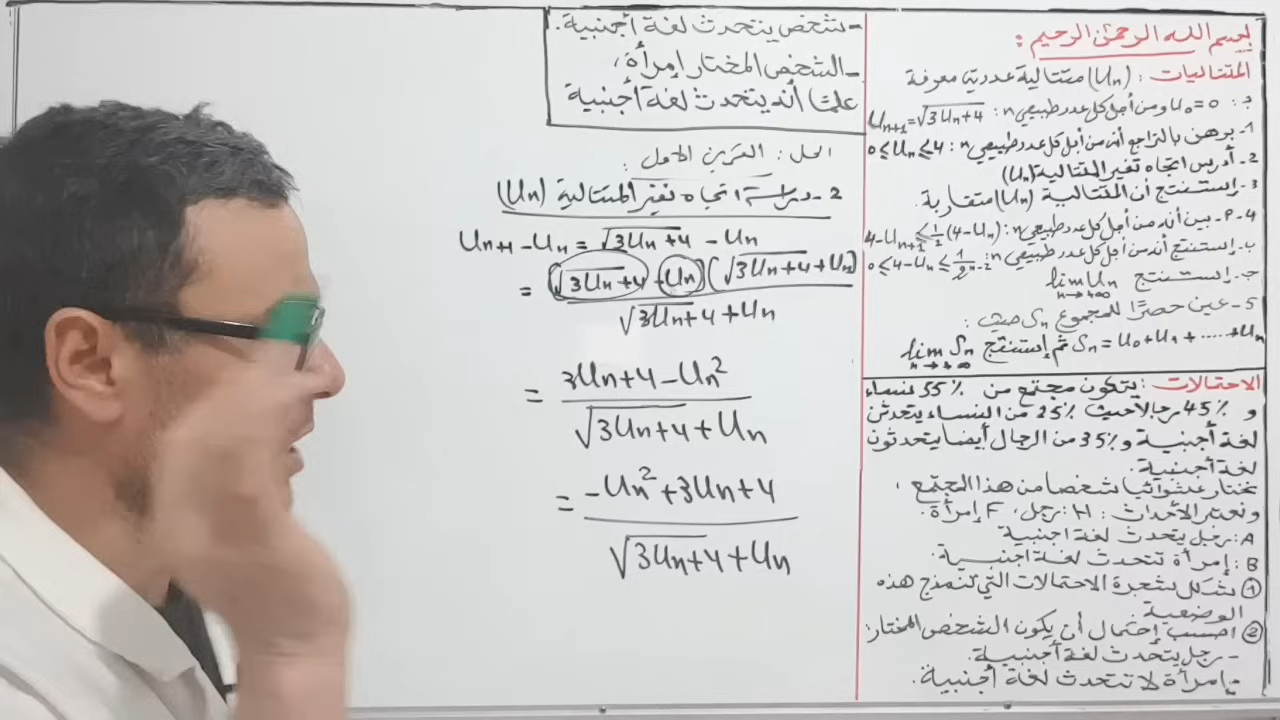 بسم الله الرحمٰن الرحيم :
المتتاليات : (Un) متتالية عددية معرفة
بـ : U0=0 ومن أجل كل عدد طبيعي n : Un+1=√3Un+4
1- برهن بالتراجع أنه من أجل كل عدد طبيعي n : 0≤Un≤4
2- أدرس اتجاه تغير المتتالية (Un)
3- إستنتج أن المتتالية (Un) متقاربة.
4- P- بين أنه من أجل كل عدد طبيعي n : 4-Un+1≤1/2(4-Un)
ب- إستنتج أنه من أجل كل عدد طبيعي n : 0≤4-Un≤1/2ⁿ⁻²
ج- إستنتج lim Un n→+∞
5- عين حصرًا للمجموع Sn حيث :
Sn=U0+U1+.....+Un ثم إستنتج lim Sn n→+∞
الاحتمالات : يتكون مجتمع من 55% نساء
و 45% رجالا حيث 25% من النساء يتحدثن
لغة أجنبية و 35% من الرجال أيضا يتحدثون
لغة أجنبية.
نختار عشوائيا شخصا من هذا المجتمع ،
ونعتبر الأحداث : H : رجل ، F إمرأة.
A : رجل يتحدث لغة اجنبية
B : إمرأة تتحدث لغة اجنبية.
① شكل شجرة الاحتمالات التي تنمذج هذه
الوضعية.
② احسب إحتمال أن يكون الشخص المختار:
- رجل يتحدث لغة أجنبية.
- إمرأة لا تتحدث لغة أجنبية.
- شخص يتحدث لغة أجنبية.
- الشخص المختار إمرأة ،
علمًا أنه يتحدث لغة أجنبية
الحل : التمرين الأول :
2- دراسة اتجاه تغير المتتالية (Un)
Un+1-Un=√3Un+4 -Un
= (√3Un+4 -Un)(√3Un+4+Un) / √3Un+4+Un
= 3Un+4-Un² / √3Un+4+Un
= -Un²+3Un+4 / √3Un+4+Un